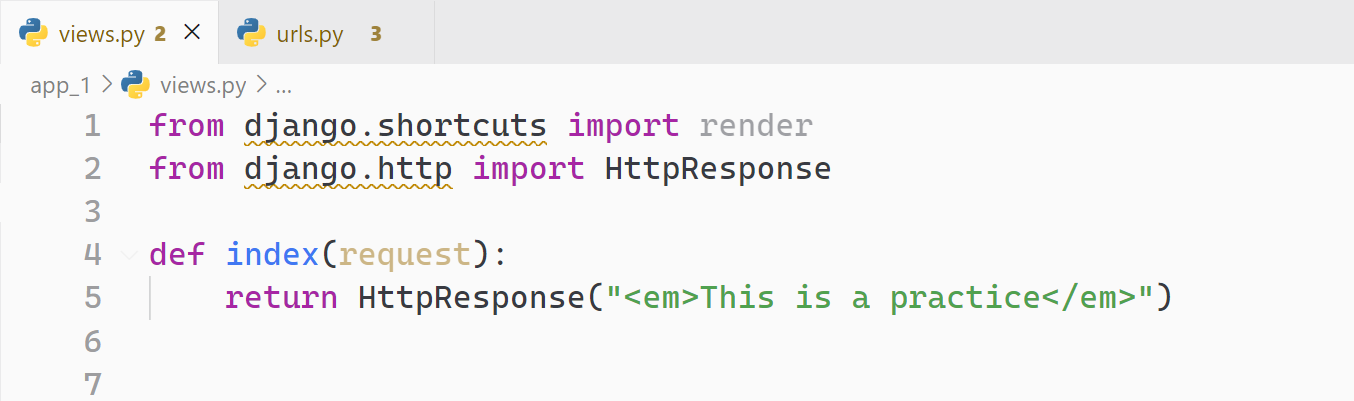 views.py 2 urls.py 3
app_1 > views.py > ...
1 from django.shortcuts import render
2 from django.http import HttpResponse
3
4 def index(request):
5     return HttpResponse("<em>This is a practice</em>")
6
7